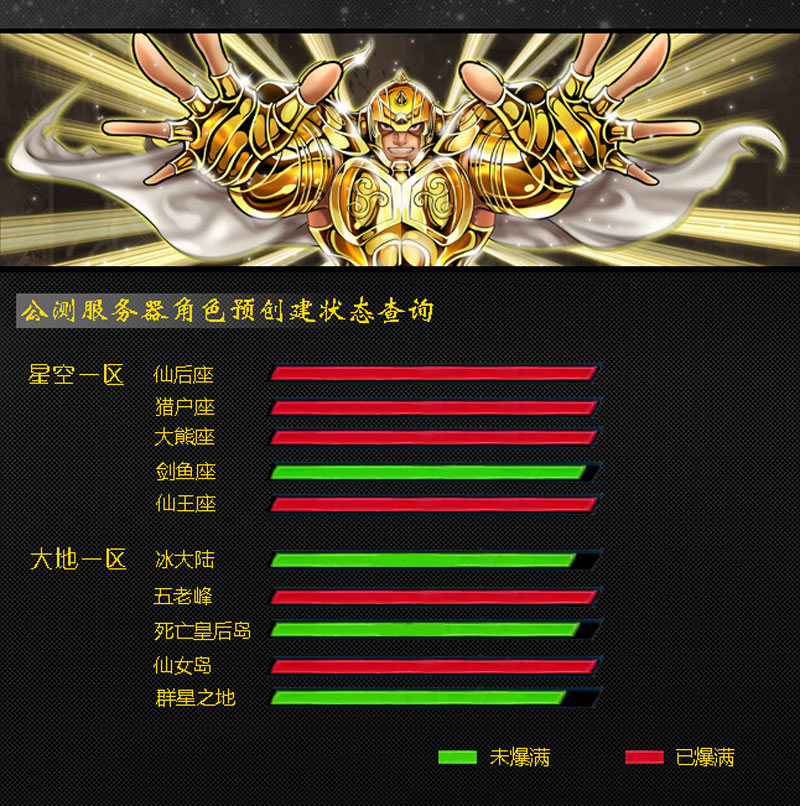 公测服务器角色预创建状态查询
星空一区 仙后座
猎户座
大熊座
剑鱼座
仙王座
大地一区 冰大陆
五老峰
死亡皇后岛
仙女岛
群星之地
未爆满 已爆满